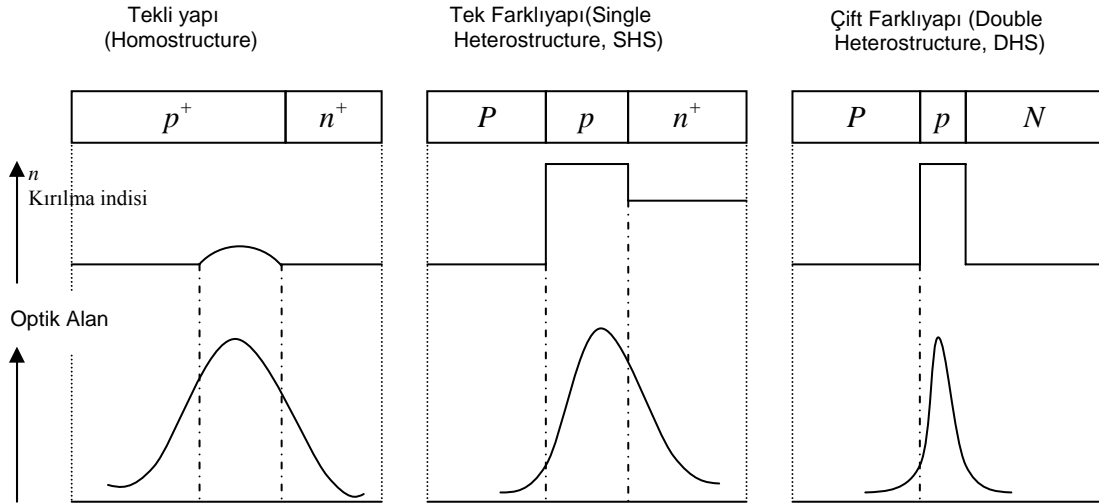 Tekli yapı
(Homostructure)
Tek Farklıyapı(Single
Heterostructure, SHS)
Çift Farklıyapı (Double
Heterostructure, DHS)
p⁺ n⁺
P p n⁺
P p N
n
Kırılma indisi
Optik Alan